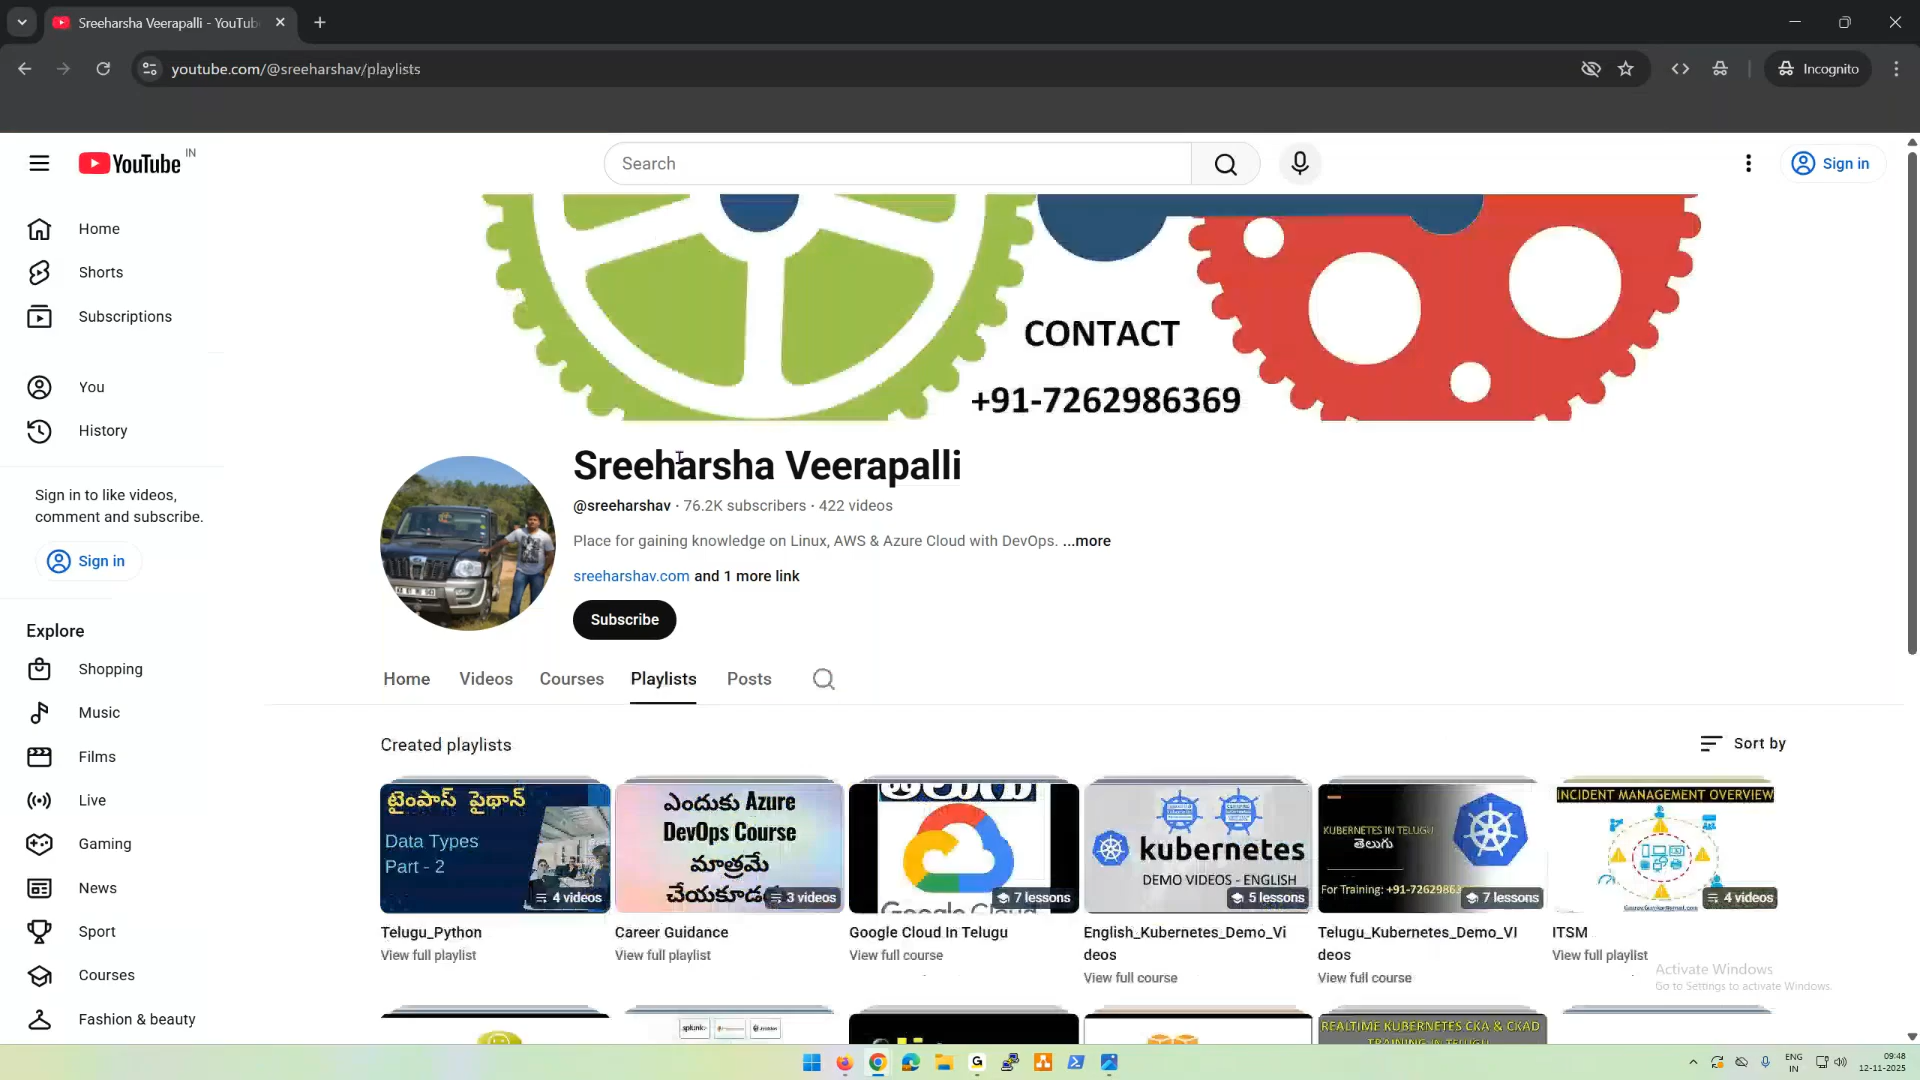 Sreeharsha Veerapalli - YouTub
youtube.com/@sreeharshav/playlists
Incognito
YouTube IN
Search
Sign in
Home
Shorts
Subscriptions
You
History
Sign in to like videos,
comment and subscribe.
Sign in
Explore
Shopping
Music
Films
Live
Gaming
News
Sport
Courses
Fashion & beauty
CONTACT
+91-7262986369
Sreeharsha Veerapalli
@sreeharshav · 76.2K subscribers · 422 videos
Place for gaining knowledge on Linux, AWS & Azure Cloud with DevOps. ...more
sreeharshav.com and 1 more link
Subscribe
Home Videos Courses Playlists Posts
Created playlists
Sort by
టైంపాస్ పైథాన్
Data Types
Part - 2
4 videos
Telugu_Python
View full playlist
ఎందుకు Azure
DevOps Course
మాత్రమే
3 videos
Career Guidance
View full playlist
తెలుగు
Google Cloud
7 lessons
Google Cloud In Telugu
View full course
kubernetes
DEMO VIDEOS - ENGLISH
5 lessons
English_Kubernetes_Demo_Vi
deos
View full course
KUBERNETES IN TELUGU
తెలుగు
For Training: +91-72629863
7 lessons
Telugu_Kubernetes_Demo_VI
deos
View full course
INCIDENT MANAGEMENT OVERVIEW
4 videos
ITSM
View full playlist
splunk>
REALTIME KUBERNETES CKA & CKAD
TRAINING IN TELUGU
Activate Windows
Go to Settings to activate Windows.
ENG
IN
09:48
12-11-2025